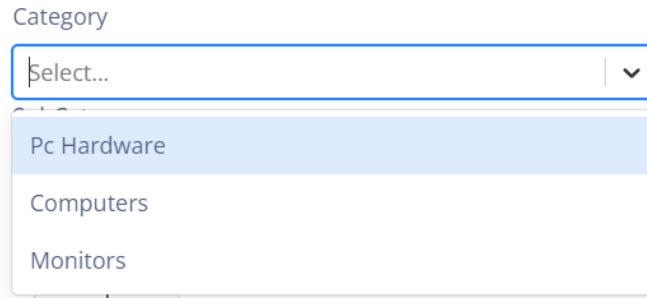 Category
Select...
Pc Hardware
Computers
Monitors